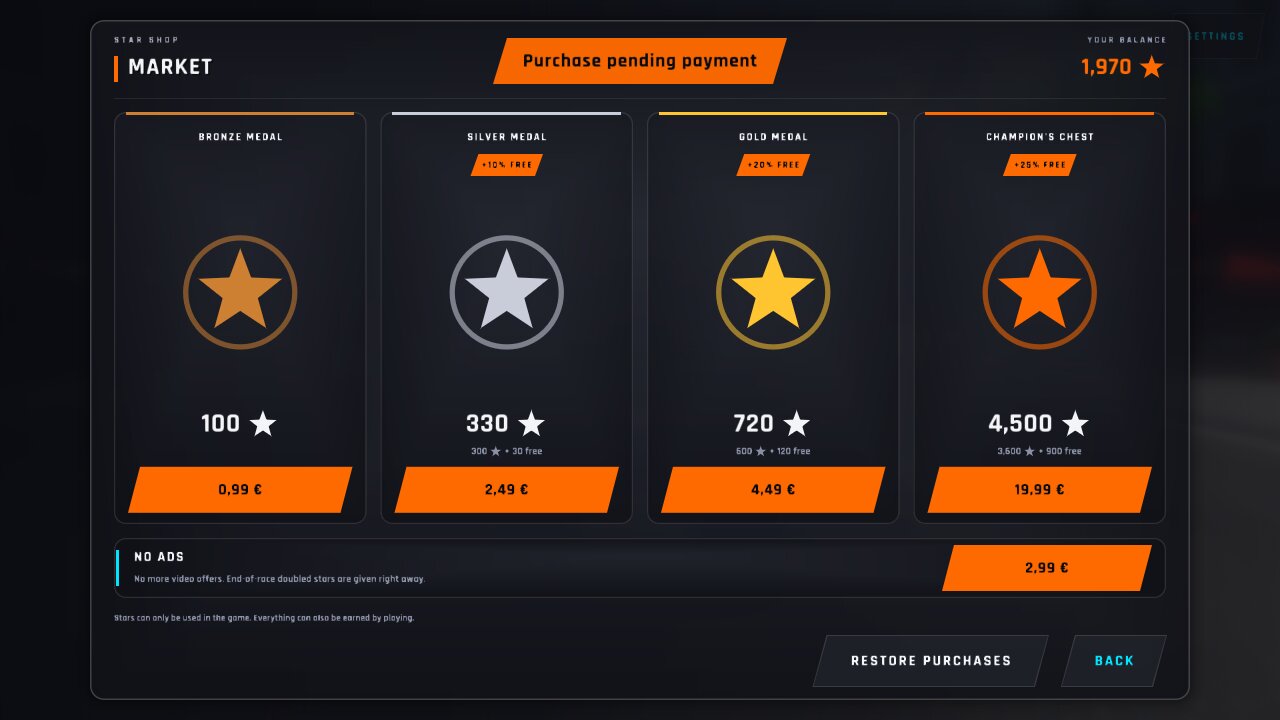 STAR SHOP
MARKET
Purchase pending payment
YOUR BALANCE
1,970
SETTINGS
BRONZE MEDAL
100
0,99 €
SILVER MEDAL
+10% FREE
330
300 ★ + 30 free
2,49 €
GOLD MEDAL
+20% FREE
720
600 ★ + 120 free
4,49 €
CHAMPION'S CHEST
+25% FREE
4,500
3,600 ★ + 900 free
19,99 €
NO ADS
No more video offers. End-of-race doubled stars are given right away.
2,99 €
Stars can only be used in the game. Everything can also be earned by playing.
RESTORE PURCHASES
BACK